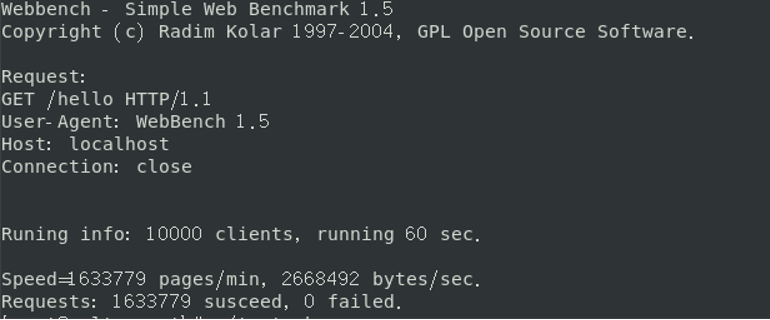 Webbench - Simple Web Benchmark 1.5
Copyright (c) Radim Kolar 1997-2004, GPL Open Source Software.
Request:
GET /hello HTTP/1.1
User-Agent: WebBench 1.5
Host: localhost
Connection: close
Runing info: 10000 clients, running 60 sec.
Speed=1633779 pages/min, 2668492 bytes/sec.
Requests: 1633779 susceed, 0 failed.